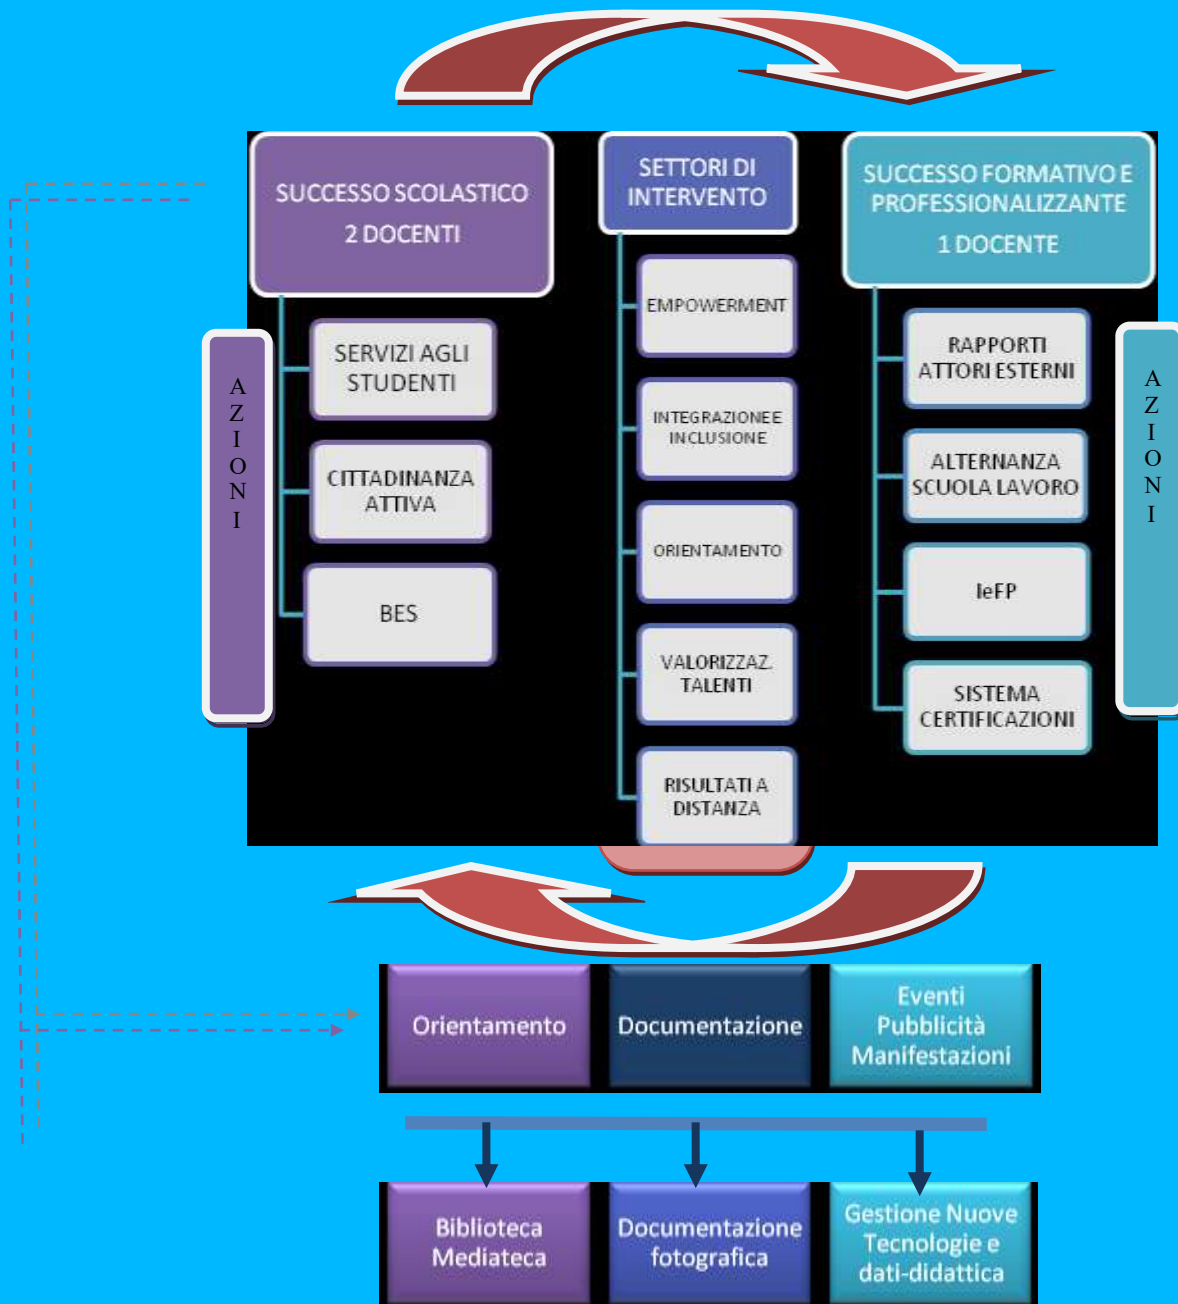 SUCCESSO SCOLASTICO
2 DOCENTI
A
Z
I
O
N
I
SERVIZI AGLI
STUDENTI
CITTADINANZA
ATTIVA
BES
SETTORI DI
INTERVENTO
EMPOWERMENT
INTEGRAZIONE E
INCLUSIONE
ORIENTAMENTO
VALORIZZAZ.
TALENTI
RISULTATI A
DISTANZA
SUCCESSO FORMATIVO E
PROFESSIONALIZZANTE
1 DOCENTE
RAPPORTI
ATTORI ESTERNI
ALTERNANZA
SCUOLA LAVORO
IeFP
SISTEMA
CERTIFICAZIONI
A
Z
I
O
N
I
Orientamento
Documentazione
Eventi
Pubblicità
Manifestazioni
Biblioteca
Mediateca
Documentazione
fotografica
Gestione Nuove
Tecnologie e
dati-didattica